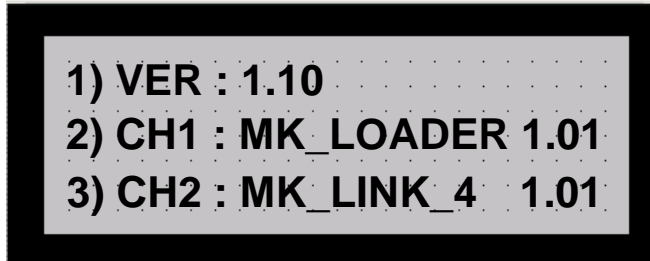 1) VER : 1.10
2) CH1 : MK_LOADER 1.01
3) CH2 : MK_LINK_4 1.01